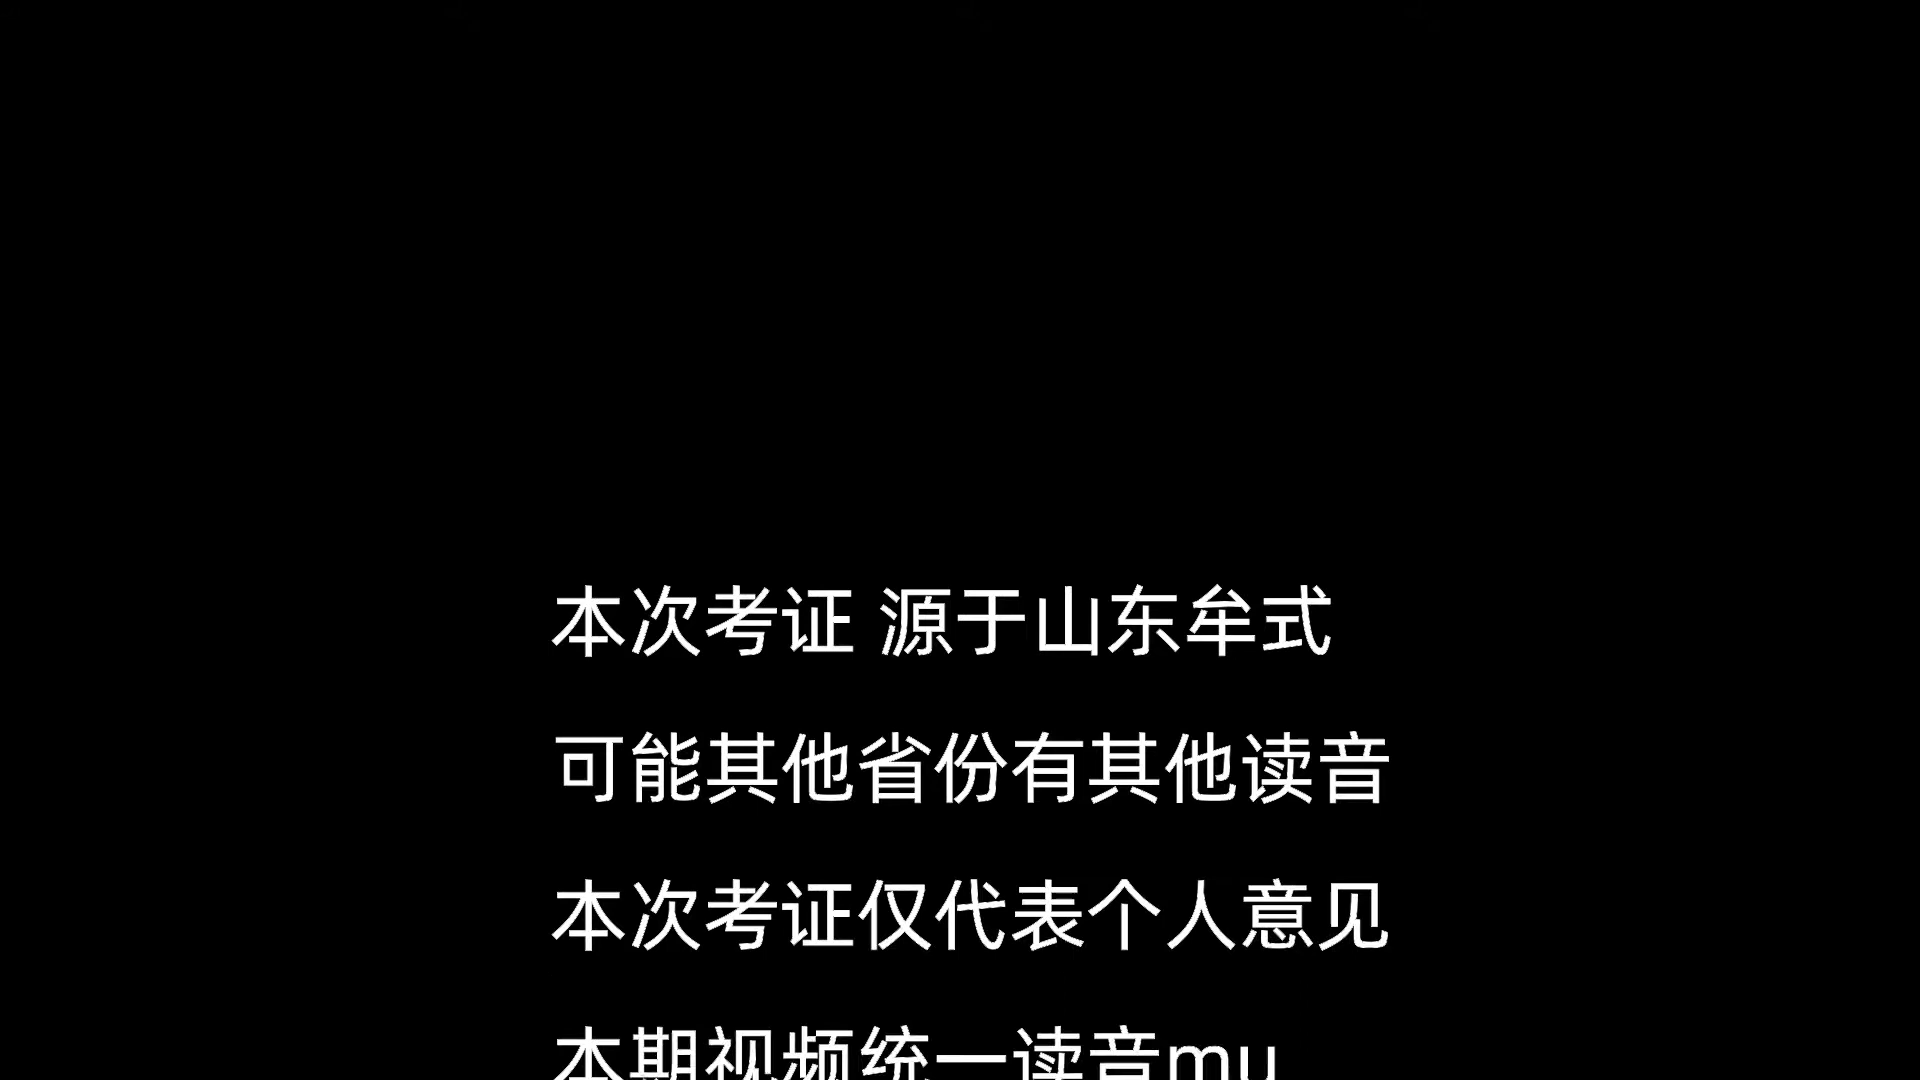 本次考证 源于山东牟式
可能其他省份有其他读音
本次考证仅代表个人意见
本期视频统一读音mu